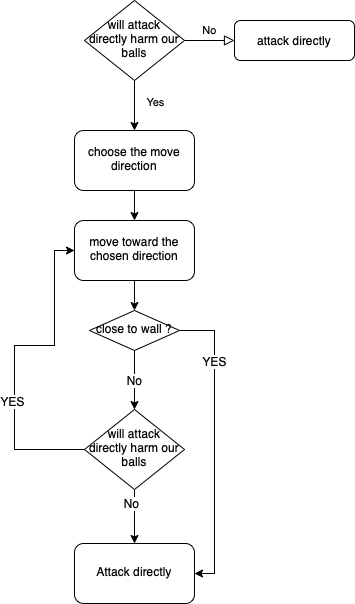 will attack
directly harm our
balls
No
attack directly
Yes
choose the move
direction
move toward the
chosen direction
close to wall ?
YES
No
YES
will attack
directly harm our
balls
No
Attack directly